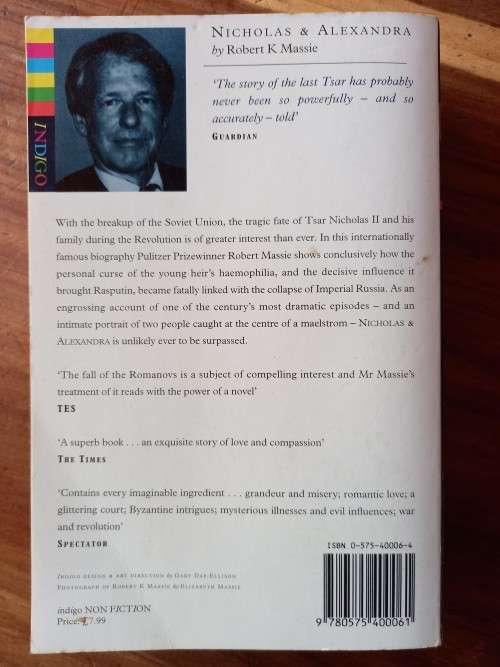 NICHOLAS & ALEXANDRA
by Robert K Massie
'The story of the last Tsar has probably
never been so powerfully – and so
accurately – told'
GUARDIAN
INDIGO
With the breakup of the Soviet Union, the tragic fate of Tsar Nicholas II and his
family during the Revolution is of greater interest than ever. In this internationally
famous biography Pulitzer Prizewinner Robert Massie shows conclusively how the
personal curse of the young heir's haemophilia, and the decisive influence it
brought Rasputin, became fatally linked with the collapse of Imperial Russia. As an
engrossing account of one of the century's most dramatic episodes – and an
intimate portrait of two people caught at the centre of a maelstrom – NICHOLAS &
ALEXANDRA is unlikely ever to be surpassed.
'The fall of the Romanovs is a subject of compelling interest and Mr Massie's
treatment of it reads with the power of a novel'
TES
'A superb book . . . an exquisite story of love and compassion'
THE TIMES
'Contains every imaginable ingredient . . . grandeur and misery; romantic love; a
glittering court; Byzantine intrigues; mysterious illnesses and evil influences; war
and revolution'
SPECTATOR
ISBN 0-575-40006-4
INDIGO DESIGN & ART DIRECTION by GARY DAY-ELLISON
PHOTOGRAPH OF ROBERT K MASSIE by ELIZABETH MASSIE
indigo NON FICTION
Price: £7.99
9 780575 400061